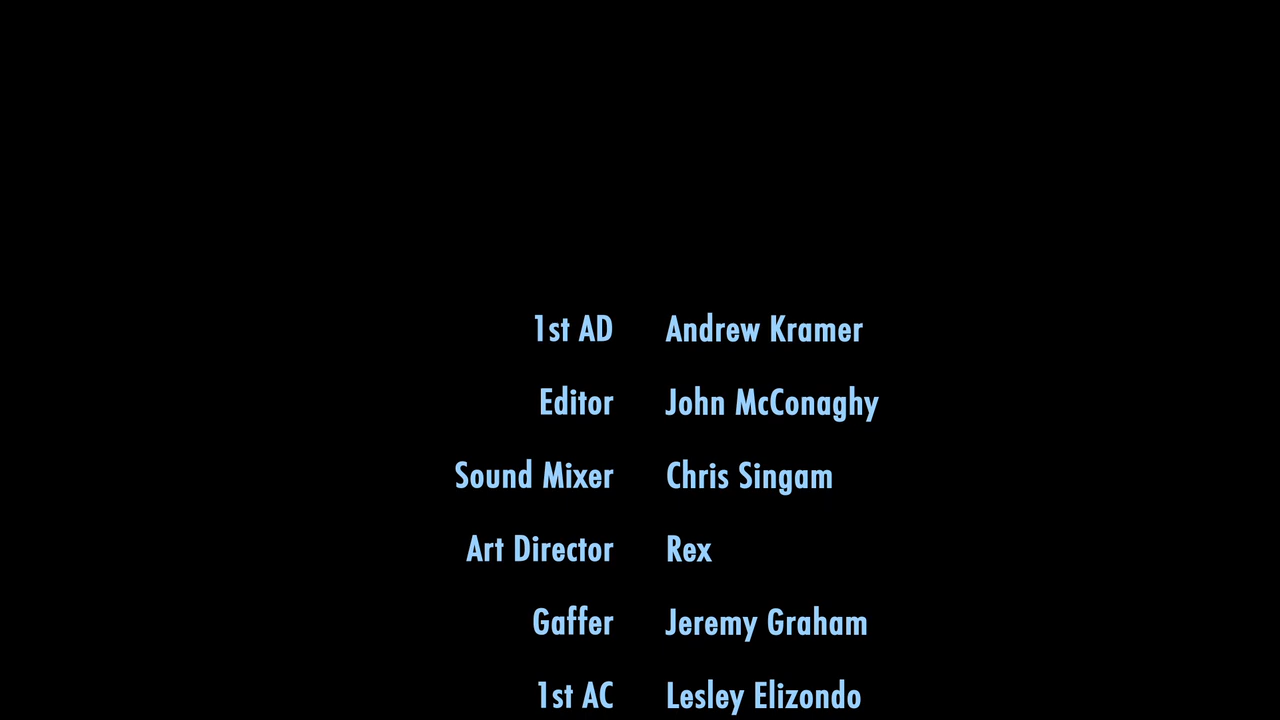 1st AD Andrew Kramer
Editor John McConaghy
Sound Mixer Chris Singam
Art Director Rex
Gaffer Jeremy Graham
1st AC Lesley Elizondo